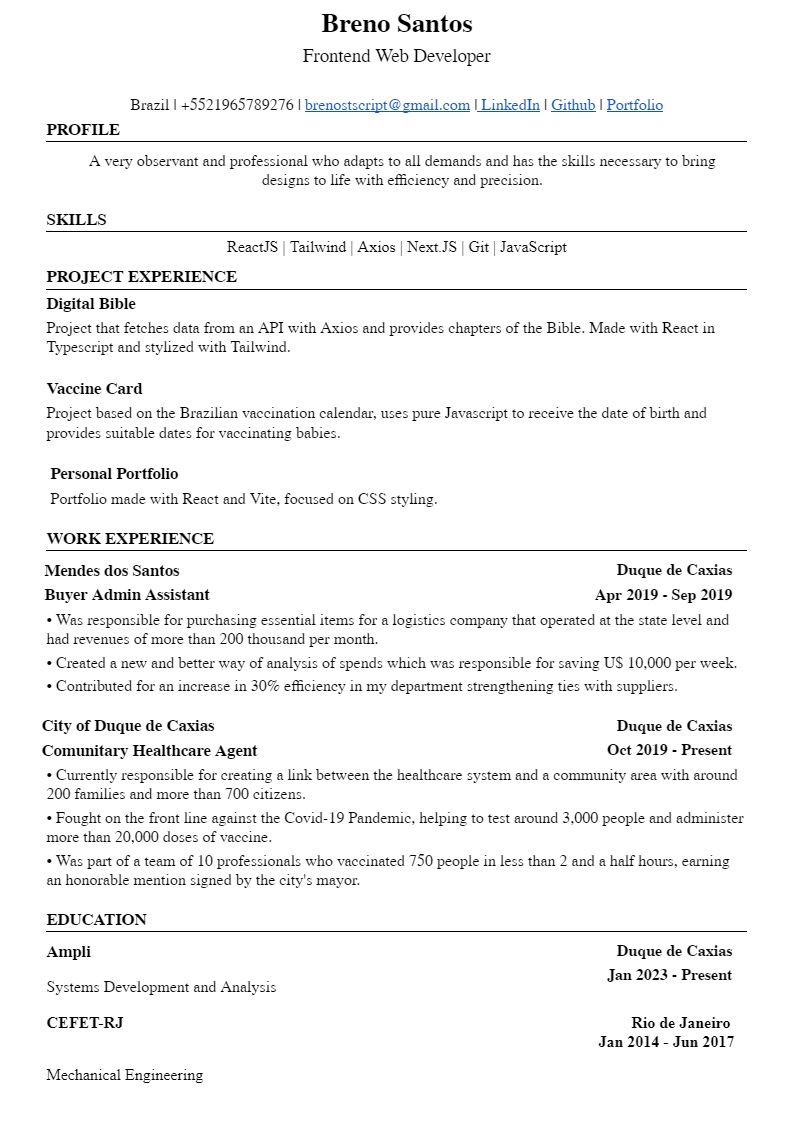 Breno Santos
Frontend Web Developer
Brazil | +5521965789276 | brenostscript@gmail.com | LinkedIn | Github | Portfolio
PROFILE
A very observant and professional who adapts to all demands and has the skills necessary to bring
designs to life with efficiency and precision.
SKILLS
ReactJS | Tailwind | Axios | Next.JS | Git | JavaScript
PROJECT EXPERIENCE
Digital Bible
Project that fetches data from an API with Axios and provides chapters of the Bible. Made with React in
Typescript and stylized with Tailwind.
Vaccine Card
Project based on the Brazilian vaccination calendar, uses pure Javascript to receive the date of birth and
provides suitable dates for vaccinating babies.
Personal Portfolio
Portfolio made with React and Vite, focused on CSS styling.
WORK EXPERIENCE
Mendes dos Santos Duque de Caxias
Buyer Admin Assistant Apr 2019 - Sep 2019
• Was responsible for purchasing essential items for a logistics company that operated at the state level and
had revenues of more than 200 thousand per month.
• Created a new and better way of analysis of spends which was responsible for saving U$ 10,000 per week.
• Contributed for an increase in 30% efficiency in my department strengthening ties with suppliers.
City of Duque de Caxias Duque de Caxias
Comunitary Healthcare Agent Oct 2019 - Present
• Currently responsible for creating a link between the healthcare system and a community area with around
200 families and more than 700 citizens.
• Fought on the front line against the Covid-19 Pandemic, helping to test around 3,000 people and administer
more than 20,000 doses of vaccine.
• Was part of a team of 10 professionals who vaccinated 750 people in less than 2 and a half hours, earning
an honorable mention signed by the city's mayor.
EDUCATION
Ampli Duque de Caxias
Jan 2023 - Present
Systems Development and Analysis
CEFET-RJ Rio de Janeiro
Jan 2014 - Jun 2017
Mechanical Engineering